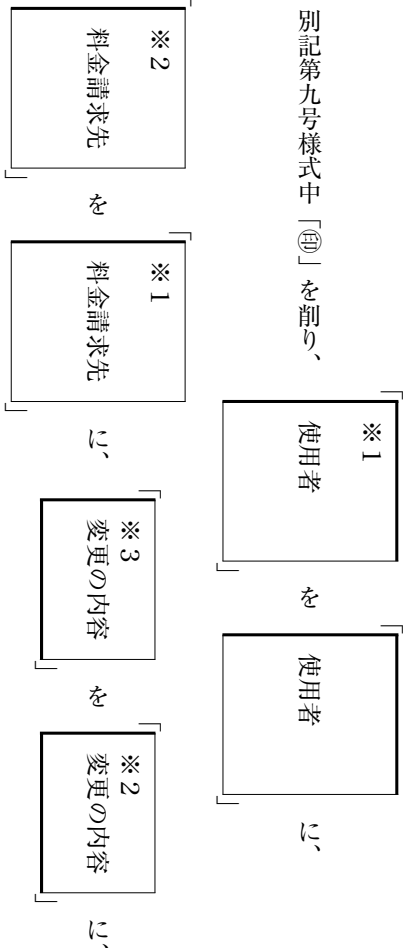 別記第九号様式中「㊞」を削り、「※1
使用者」を「使用者」に、
「※2
料金請求先」を「※1
料金請求先」に、「※3
変更の内容」を「※2
変更の内容」に、